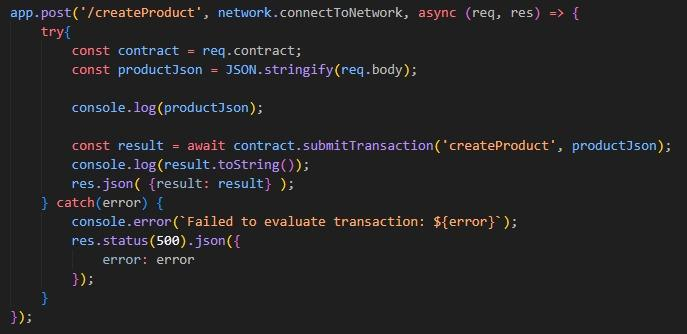 app.post('/createProduct', network.connectToNetwork, async (req, res) => {
    try{
        const contract = req.contract;
        const productJson = JSON.stringify(req.body);

        console.log(productJson);

        const result = await contract.submitTransaction('createProduct', productJson);
        console.log(result.toString());
        res.json( {result: result} );
    } catch(error) {
        console.error(`Failed to evaluate transaction: ${error}`);
        res.status(500).json({
            error: error
        });
    }
});